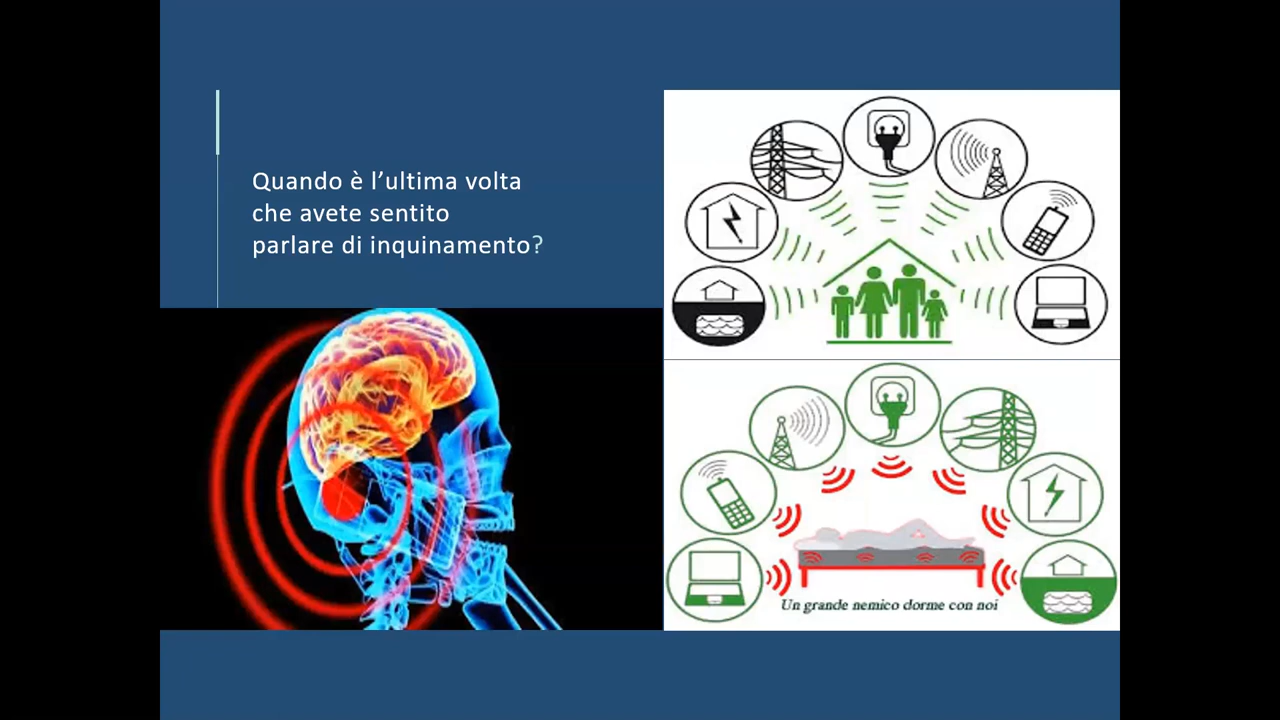 Quando è l’ultima volta
che avete sentito
parlare di inquinamento?
Un grande nemico dorme con noi